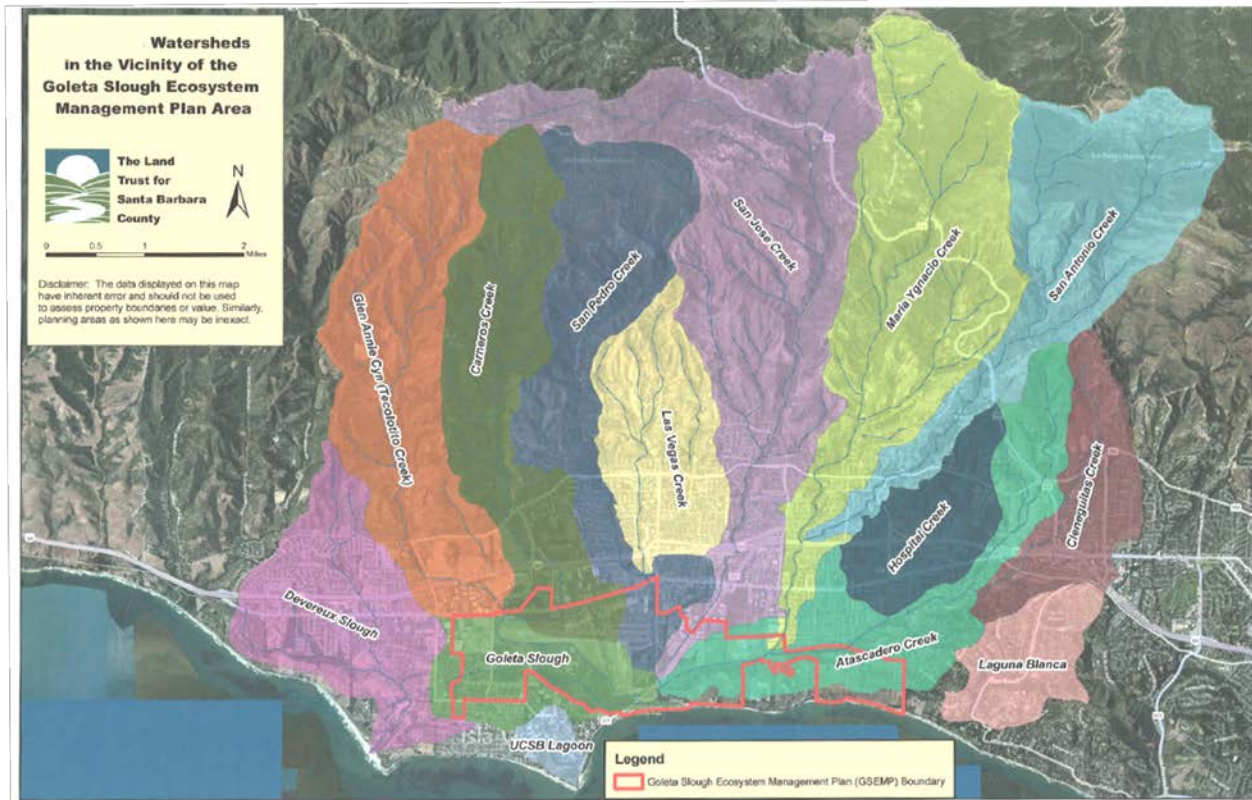 Watersheds
in the Vicinity of the
Goleta Slough Ecosystem
Management Plan Area
The Land
Trust for
Santa Barbara
County
N
0 0.5 1 2
Miles
Disclaimer: The data displayed on this map
have inherent error and should not be used
to assess property boundaries or value. Similarly,
planning areas as shown here may be inexact.
Glen Annie Cyn (Tecolotito Creek)
Carneros Creek
San Pedro Creek
Las Vegas Creek
San Jose Creek
Maria Ygnacio Creek
San Antonio Creek
Hospital Creek
Cieneguitas Creek
Devereux Slough
Goleta Slough
Atascadero Creek
Laguna Blanca
UCSB Lagoon
Isla
Legend
Goleta Slough Ecosystem Management Plan (GSEMP) Boundary